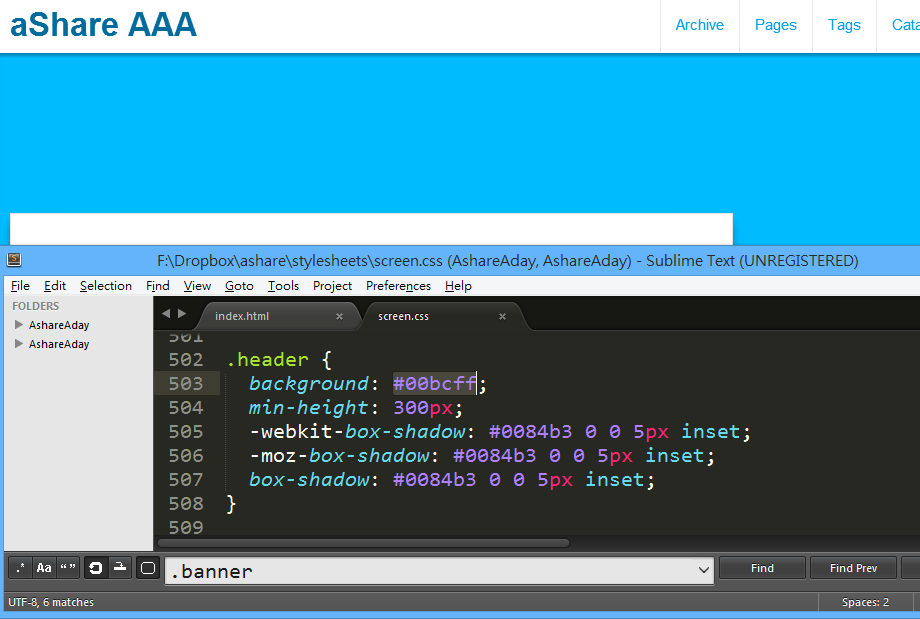 aShare AAA
Archive Pages Tags Cata
F:\Dropbox\ashare\stylesheets\screen.css (AshareAday, AshareAday) - Sublime Text (UNREGISTERED)
File Edit Selection Find View Goto Tools Project Preferences Help
FOLDERS
AshareAday
AshareAday
index.html × screen.css ×
501
502 .header {
503 background: #00bcff;
504 min-height: 300px;
505 -webkit-box-shadow: #0084b3 0 0 5px inset;
506 -moz-box-shadow: #0084b3 0 0 5px inset;
507 box-shadow: #0084b3 0 0 5px inset;
508 }
509
.* Aa “ ” .banner Find Find Prev
UTF-8, 6 matches Spaces: 2